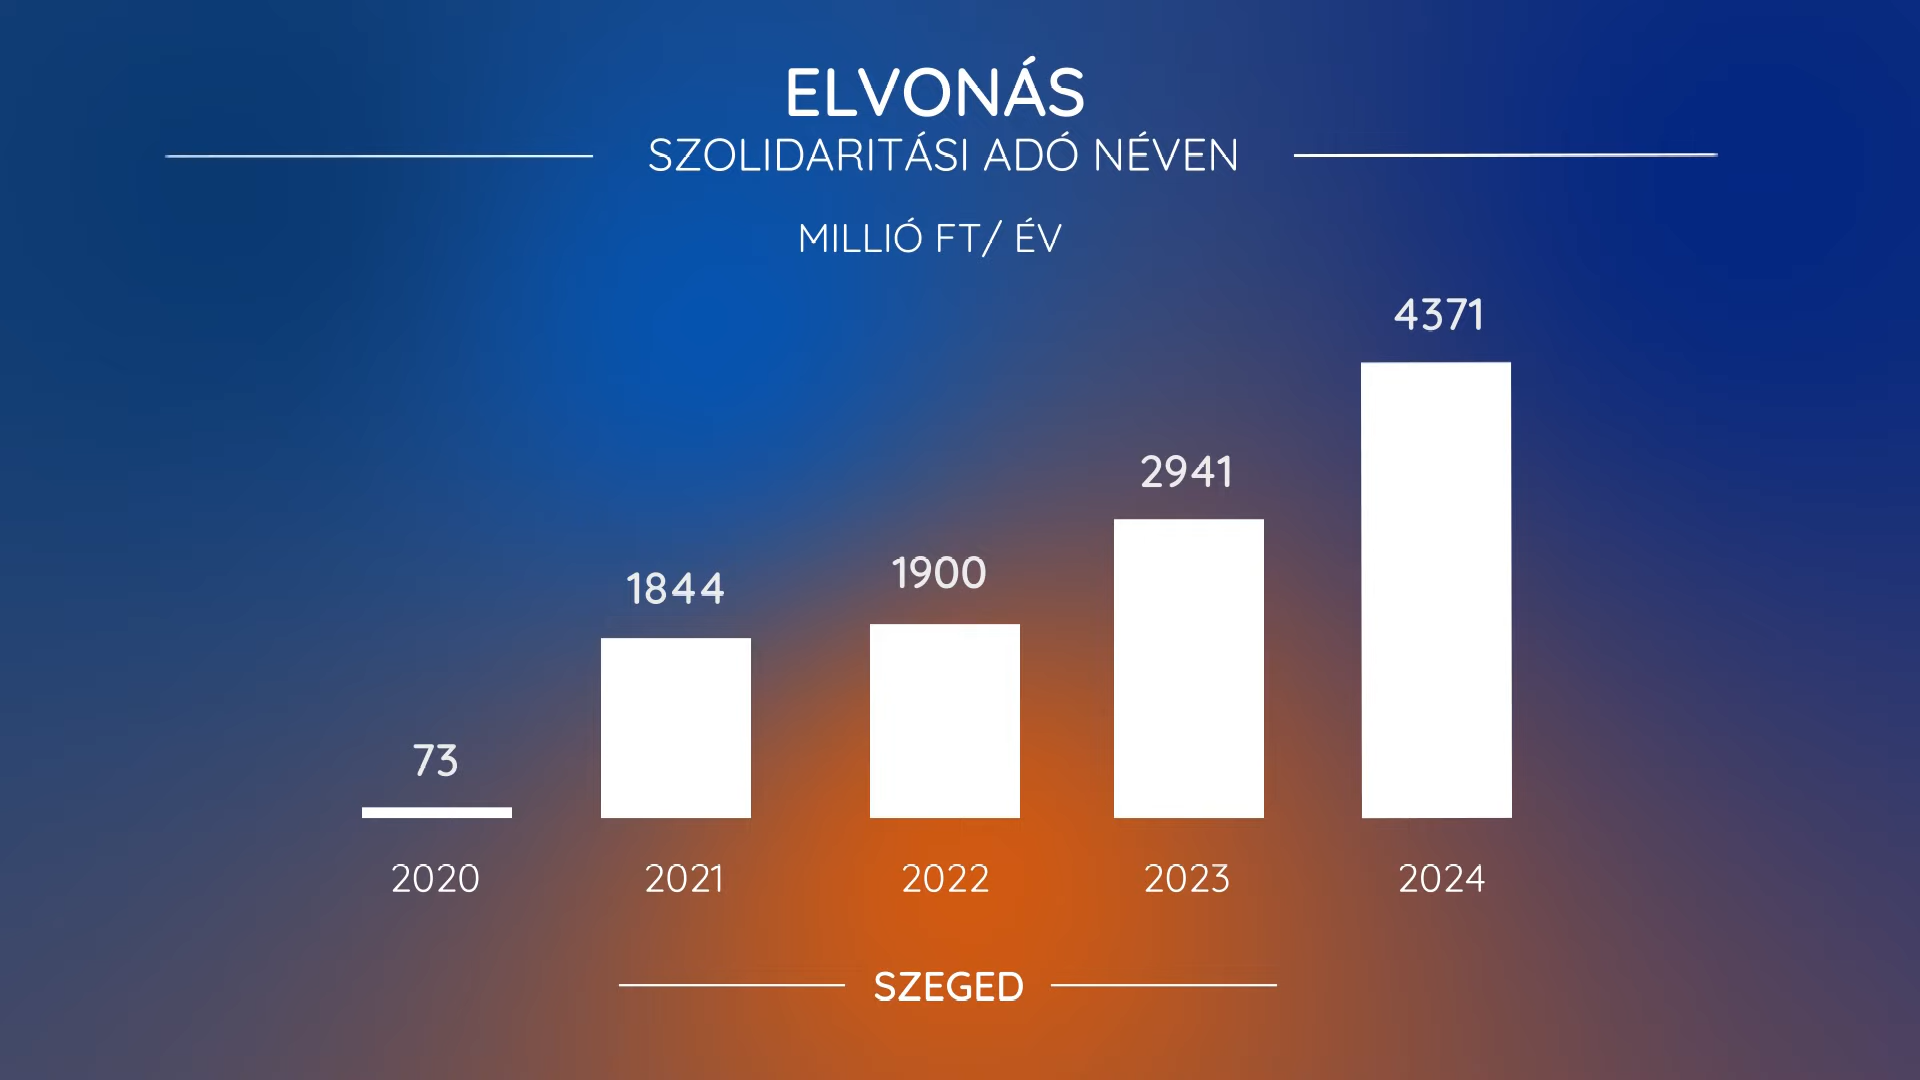 ELVONÁS
SZOLIDARITÁSI ADÓ NÉVEN
MILLIÓ FT/ ÉV
4371
2941
1900
1844
73
2020 2021 2022 2023 2024
SZEGED